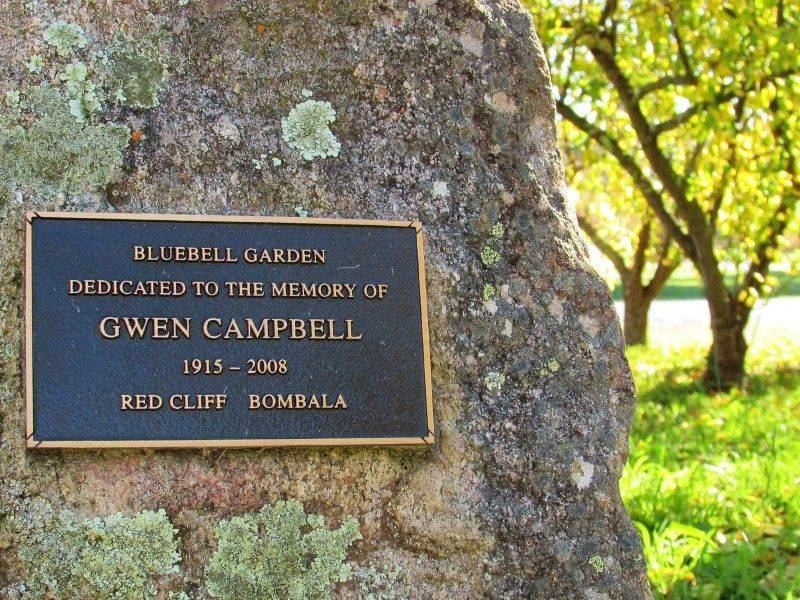 BLUEBELL GARDEN
DEDICATED TO THE MEMORY OF
GWEN CAMPBELL
1915 – 2008
RED CLIFF BOMBALA